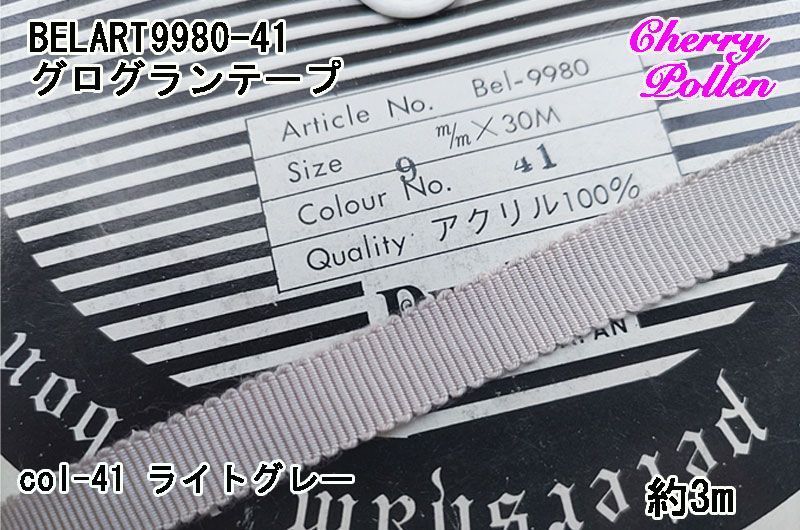 BELART9980-41
グログランテープ
Cherry
Pollen
Article No. Bel-9980
Size 9 m/m×30M
Colour No. 41
Quality アクリル100%
col-41 ライトグレー
約3m